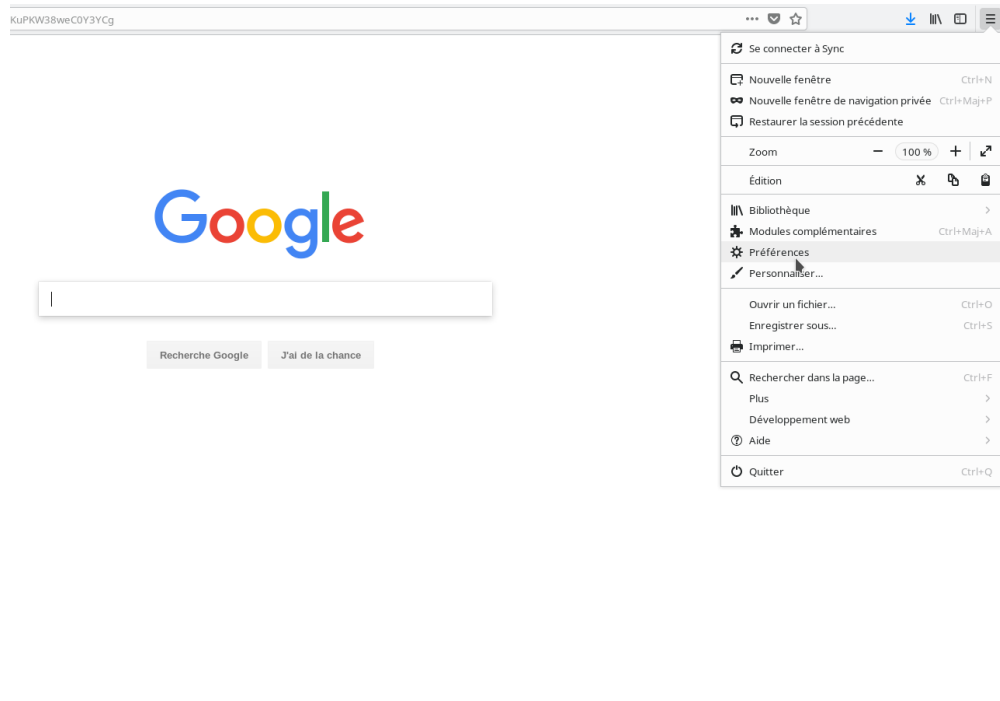 KuPKW38weC0Y3YCg
Se connecter à Sync
Nouvelle fenêtre Ctrl+N
Nouvelle fenêtre de navigation privée Ctrl+Maj+P
Restaurer la session précédente
Zoom 100 %
Édition
Bibliothèque
Modules complémentaires Ctrl+Maj+A
Préférences
Personnaliser...
Ouvrir un fichier... Ctrl+O
Enregistrer sous... Ctrl+S
Imprimer...
Rechercher dans la page... Ctrl+F
Plus
Développement web
Aide
Quitter Ctrl+Q
Google
Recherche Google J'ai de la chance